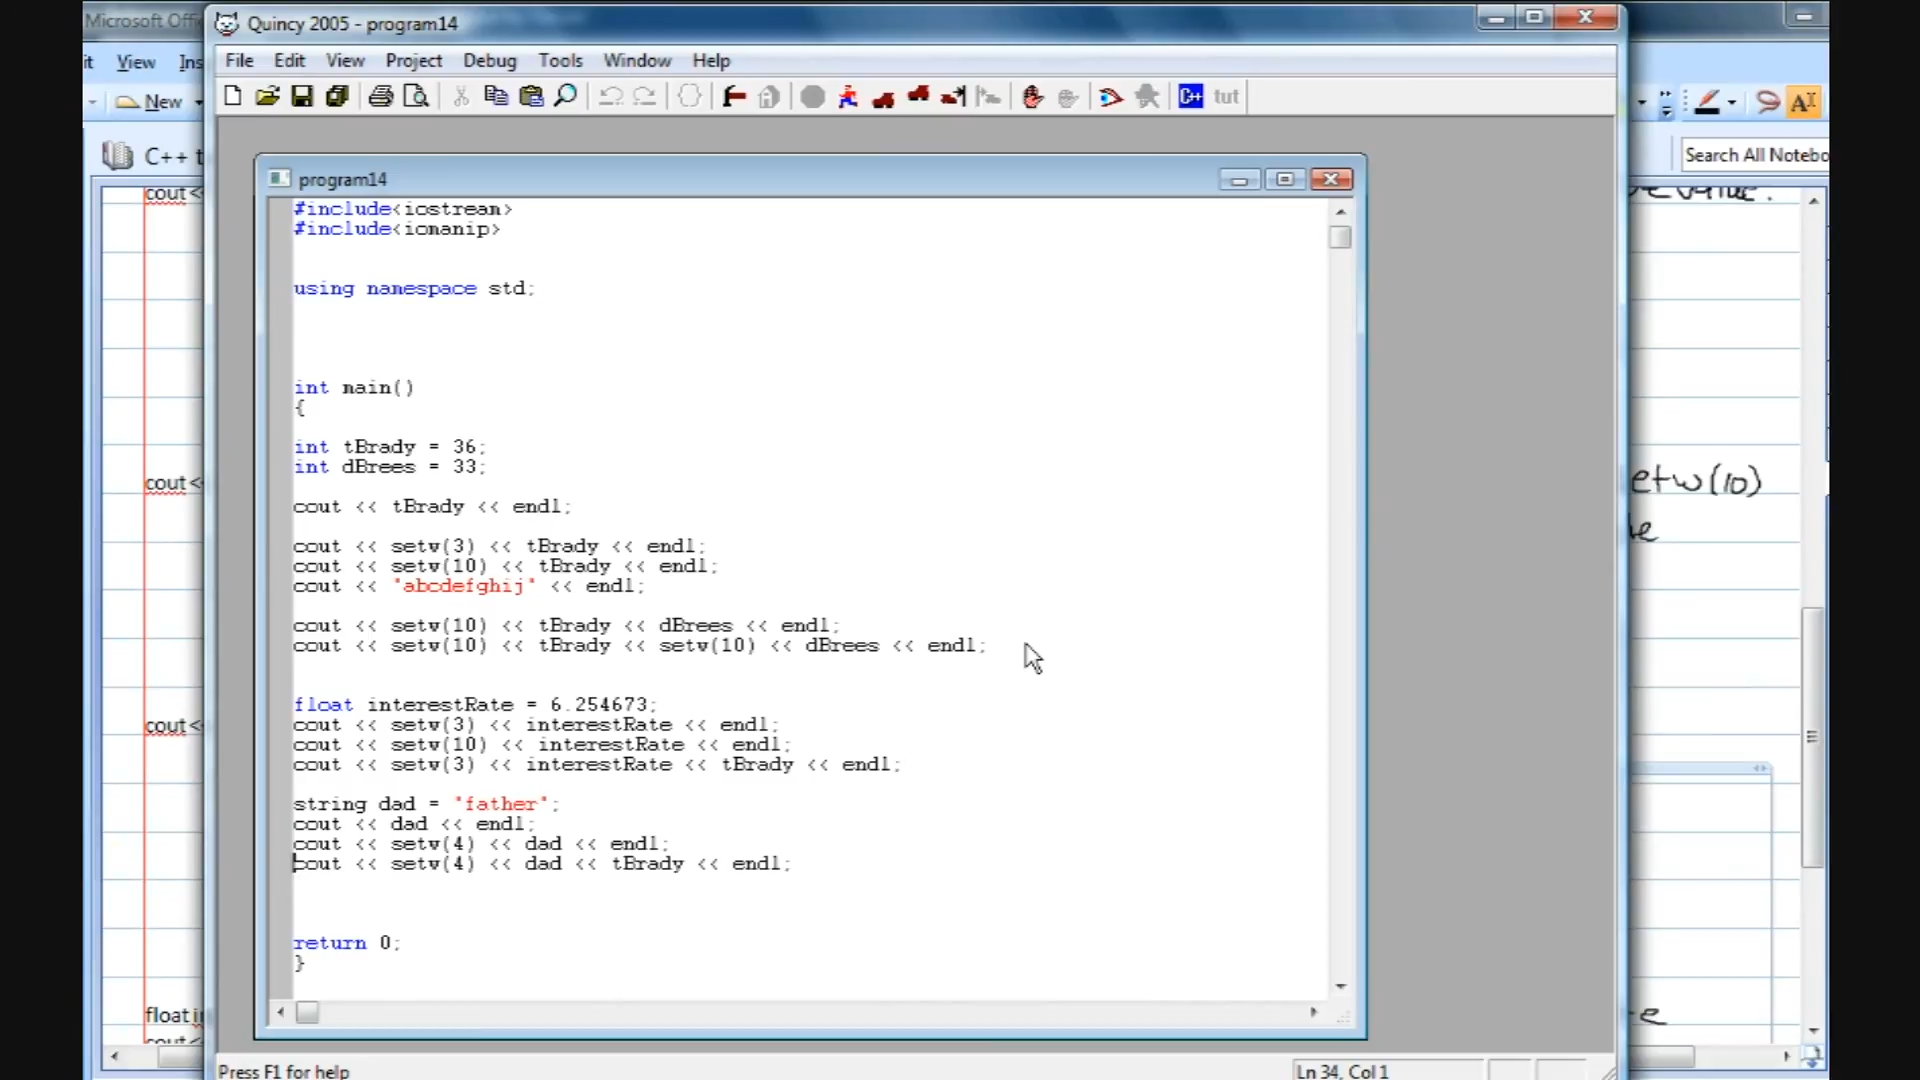 Microsoft Offi
Quincy 2005 - program14
it View Ins
File Edit View Project Debug Tools Window Help
New
C+ tut
C++ t
Search All Notebo
program14
cout <
#include<iostream>
#include<iomanip>
using namespace std;
int main()
{
int tBrady = 36;
int dBrees = 33;
cout <
etw(10)
cout << tBrady << endl;
cout << setw(3) << tBrady << endl;
cout << setw(10) << tBrady << endl;
cout << "abcdefghij" << endl;
cout << setw(10) << tBrady << dBrees << endl;
cout << setw(10) << tBrady << setw(10) << dBrees << endl;
float interestRate = 6.254673;
cout <
cout << setw(3) << interestRate << endl;
cout << setw(10) << interestRate << endl;
cout << setw(3) << interestRate << tBrady << endl;
string dad = "father";
cout << dad << endl;
cout << setw(4) << dad << endl;
cout << setw(4) << dad << tBrady << endl;
return 0;
}
float i
Press F1 for help
Ln 34, Col 1